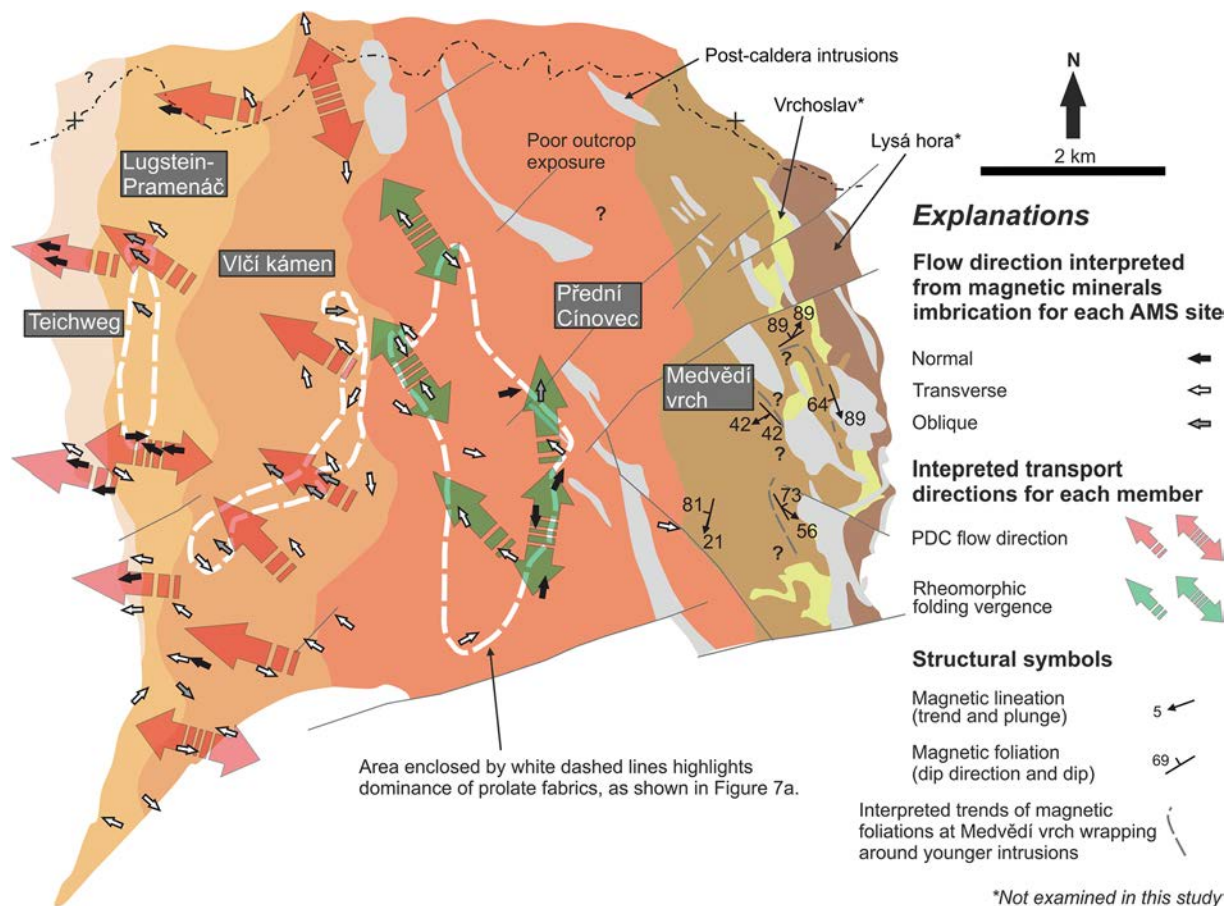 Post-caldera intrusions
Vrchoslav*
Lysá hora*
N
2 km
?
Lugstein-
Pramenáč
Poor outcrop
exposure
?
Vlčí kámen
Teichweg
Přední
Cínovec
Medvědí
vrch
89
89
?
64
89
?
42
42
?
81
21
73
56
?
Area enclosed by white dashed lines highlights
dominance of prolate fabrics, as shown in Figure 7a.
Explanations
Flow direction interpreted
from magnetic minerals
imbrication for each AMS site
Normal
Transverse
Oblique
Intepreted transport
directions for each member
PDC flow direction
Rheomorphic
folding vergence
Structural symbols
Magnetic lineation
(trend and plunge)
5
Magnetic foliation
(dip direction and dip)
69
Interpreted trends of magnetic
foliations at Medvědí vrch wrapping
around younger intrusions
*Not examined in this study